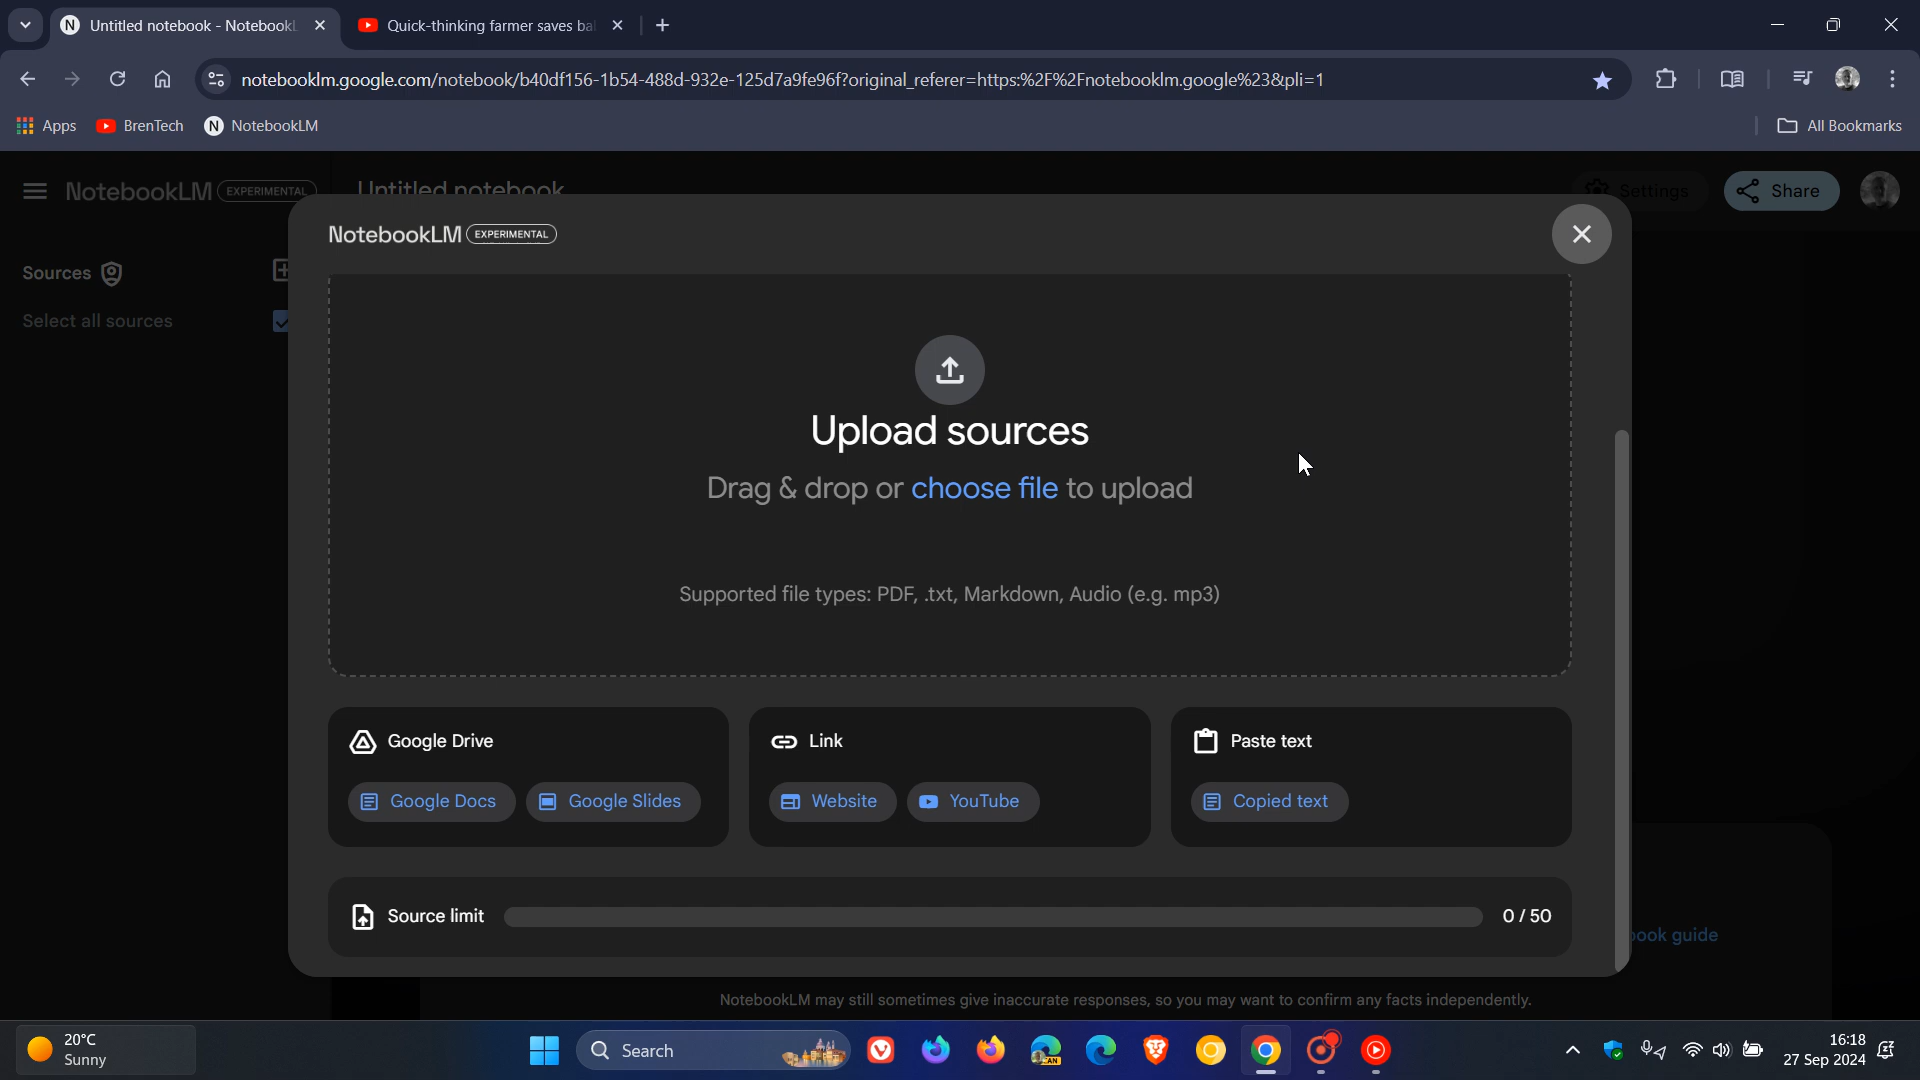 Untitled notebook - Notebook
Quick-thinking farmer saves ba
notebooklm.google.com/notebook/b40df156-1b54-488d-932e-125d7a9fe96f?original_referer=https:%2F%2Fnotebooklm.google%23&pli=1
Apps
BrenTech
NotebookLM
All Bookmarks
NotebookLM EXPERIMENTAL
Untitled notebook
Settings
Share
NotebookLM EXPERIMENTAL
Sources
Select all sources
Upload sources
Drag & drop or choose file to upload
Supported file types: PDF, .txt, Markdown, Audio (e.g. mp3)
Google Drive
Link
Paste text
Google Docs
Google Slides
Website
YouTube
Copied text
Source limit
0 / 50
book guide
NotebookLM may still sometimes give inaccurate responses, so you may want to confirm any facts independently.
20°C
Sunny
Search
CAN
16:18
27 Sep 2024